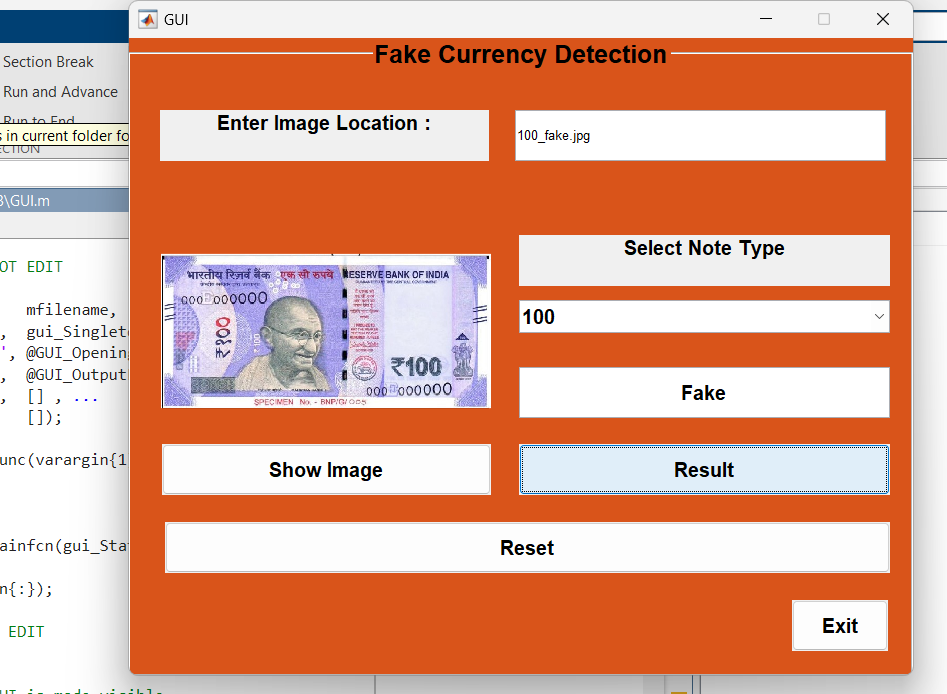 GUI
Section Break
Run and Advance
Run to End
s in current folder fo
ECTION
\GUI.m
OT EDIT
mfilename,
, gui_Singlet
', @GUI_Opening
, @GUI_Output
, [] , ...
[]);
unc(varargin{1
ainfcn(gui_Sta
n{:});
EDIT
Fake Currency Detection
Enter Image Location :
100_fake.jpg
भारतीय रिज़र्व बैंक एक सौ रुपये RESERVE BANK OF INDIA
000 000000
₹100
₹100
000 000000
SPECIMEN No. - BNP/G/005
Select Note Type
100
Fake
Show Image
Result
Reset
Exit